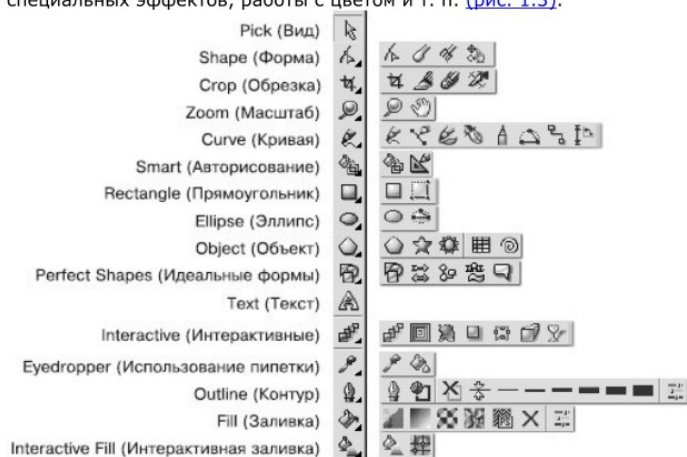 специальных эффектов, работы с цветом и т. п. (рис. 1.3).
Pick (Вид)
Shape (Форма)
Crop (Обрезка)
Zoom (Масштаб)
Curve (Кривая)
Smart (Авторисование)
Rectangle (Прямоугольник)
Ellipse (Эллипс)
Object (Объект)
Perfect Shapes (Идеальные формы)
Text (Текст)
Interactive (Интерактивные)
Eyedropper (Использование пипетки)
Outline (Контур)
Fill (Заливка)
Interactive Fill (Интерактивная заливка)